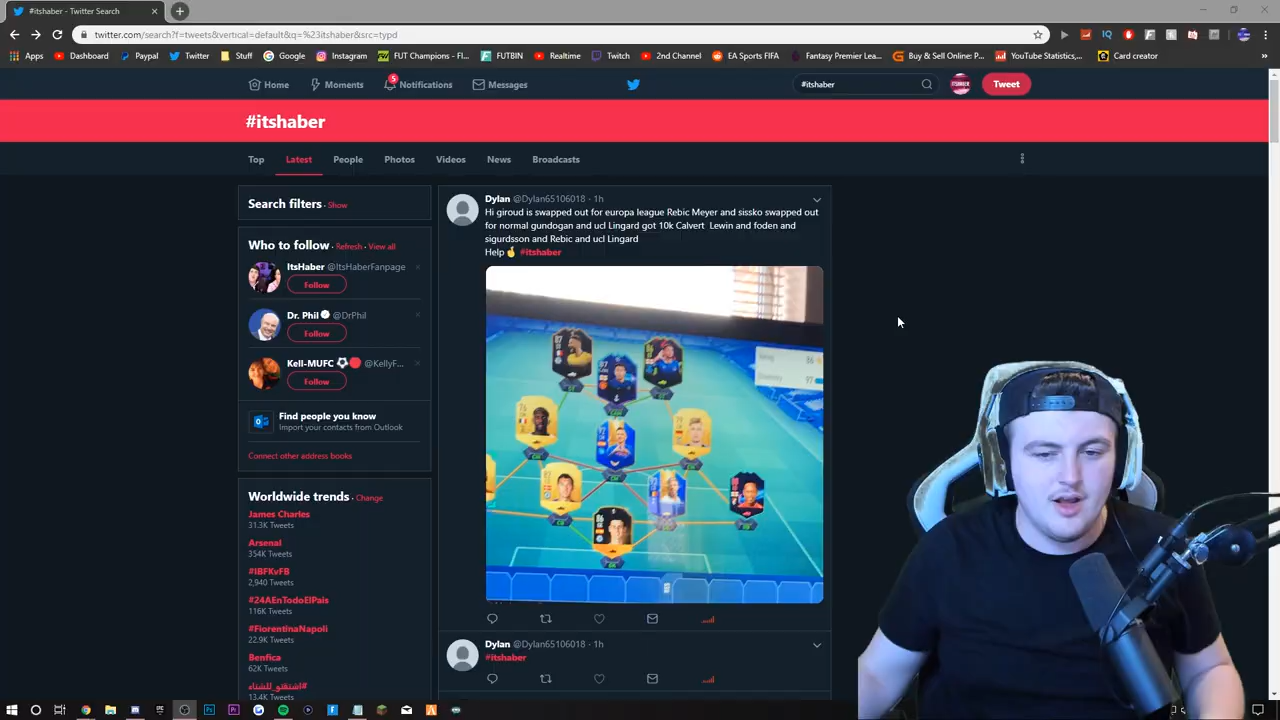 #itshaber - Twitter Search
twitter.com/search?f=tweets&vertical=default&q=%23itshaber&src=typd
Apps Dashboard Paypal Twitter Stuff Google Instagram FUT Champions - Fl... FUTBIN Realtime Twitch 2nd Channel EA Sports FIFA Fantasy Premier Lea... Buy & Sell Online: P... YouTube Statistics,... Card creator
Home Moments 5 Notifications Messages #itshaber Tweet
#itshaber
Top Latest People Photos Videos News Broadcasts
Search filters · Show
Who to follow · Refresh · View all
ItsHaber @ItsHaberFanpage
Follow
Dr. Phil @DrPhil
Follow
Kell-MUFC @KellyF...
Follow
Find people you know
Import your contacts from Outlook
Connect other address books
Worldwide trends · Change
James Charles
31.3K Tweets
Arsenal
354K Tweets
#IBFKvFB
2,940 Tweets
#24AEnTodoElPais
116K Tweets
#FiorentinaNapoli
22.9K Tweets
Benfica
62K Tweets
13.4K Tweets
Dylan @Dylan65106018 · 1h
Hi giroud is swapped out for europa league Rebic Meyer and sissko swapped out
for normal gundogan and ucl Lingard got 10k Calvert Lewin and foden and
sigurdsson and Rebic and ucl Lingard
Help #itshaber
Dylan @Dylan65106018 · 1h
#itshaber